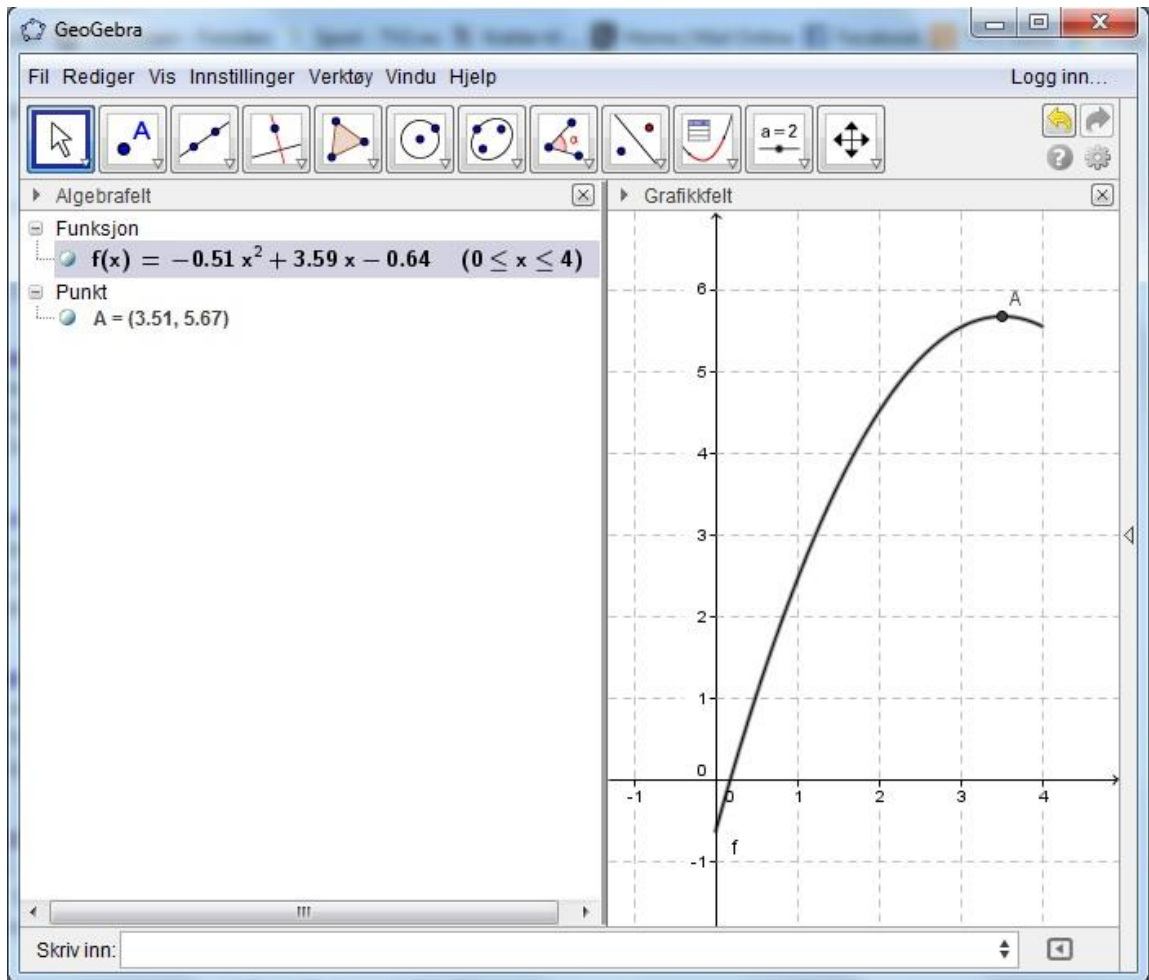 GeoGebra
Fil Rediger Vis Innstillinger Verktøy Vindu Hjelp
Logg inn...
A
α
a = 2
Algebrafelt
Funksjon
f(x) = −0.51 x² + 3.59 x − 0.64 (0 ≤ x ≤ 4)
Punkt
A = (3.51, 5.67)
Grafikkfelt
6
A
5
4
3
2
1
0
-1 0 1 2 3 4
f
-1
Skriv inn: